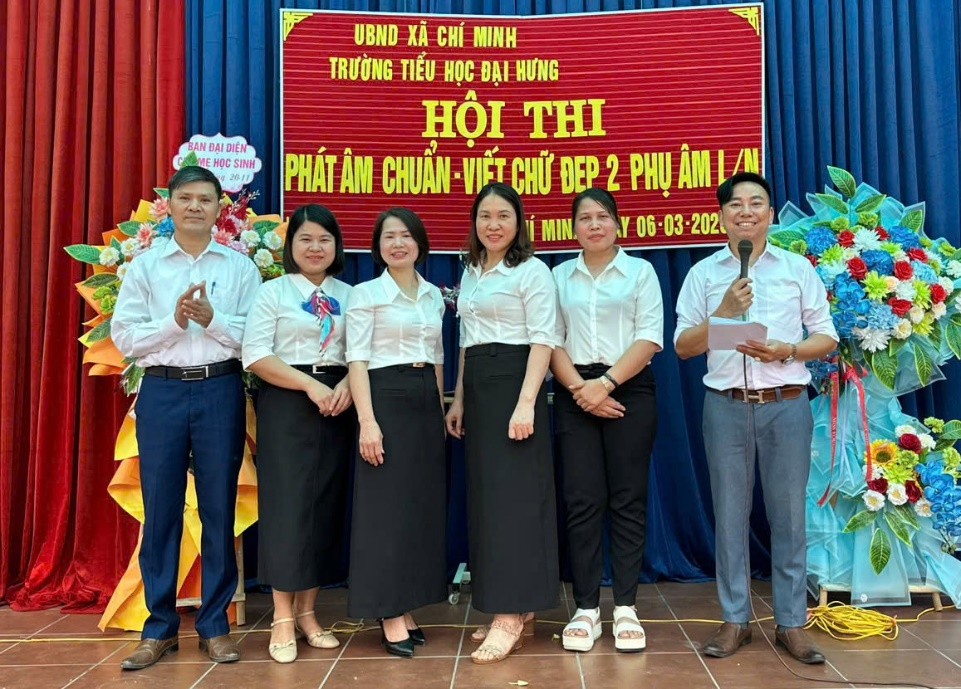 UBND XÃ CHÍ MINH
TRƯỜNG TIỂU HỌC ĐẠI HƯNG
HỘI THI
PHÁT ÂM CHUẨN - VIẾT CHỮ ĐẸP 2 PHỤ ÂM L/N
MINH 06-03-202
BAN ĐẠI DIỆN
MẸ HỌC SINH